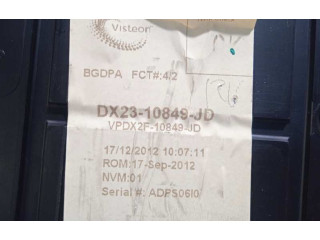 Visteon
BGDPA FCT#:4/2
DX23-10849-JD
VPDX2F-10849-JD
17/12/2012 10:07:11
ROM:17-Sep-2012
NVM:01
Serial #: ADPS06I0